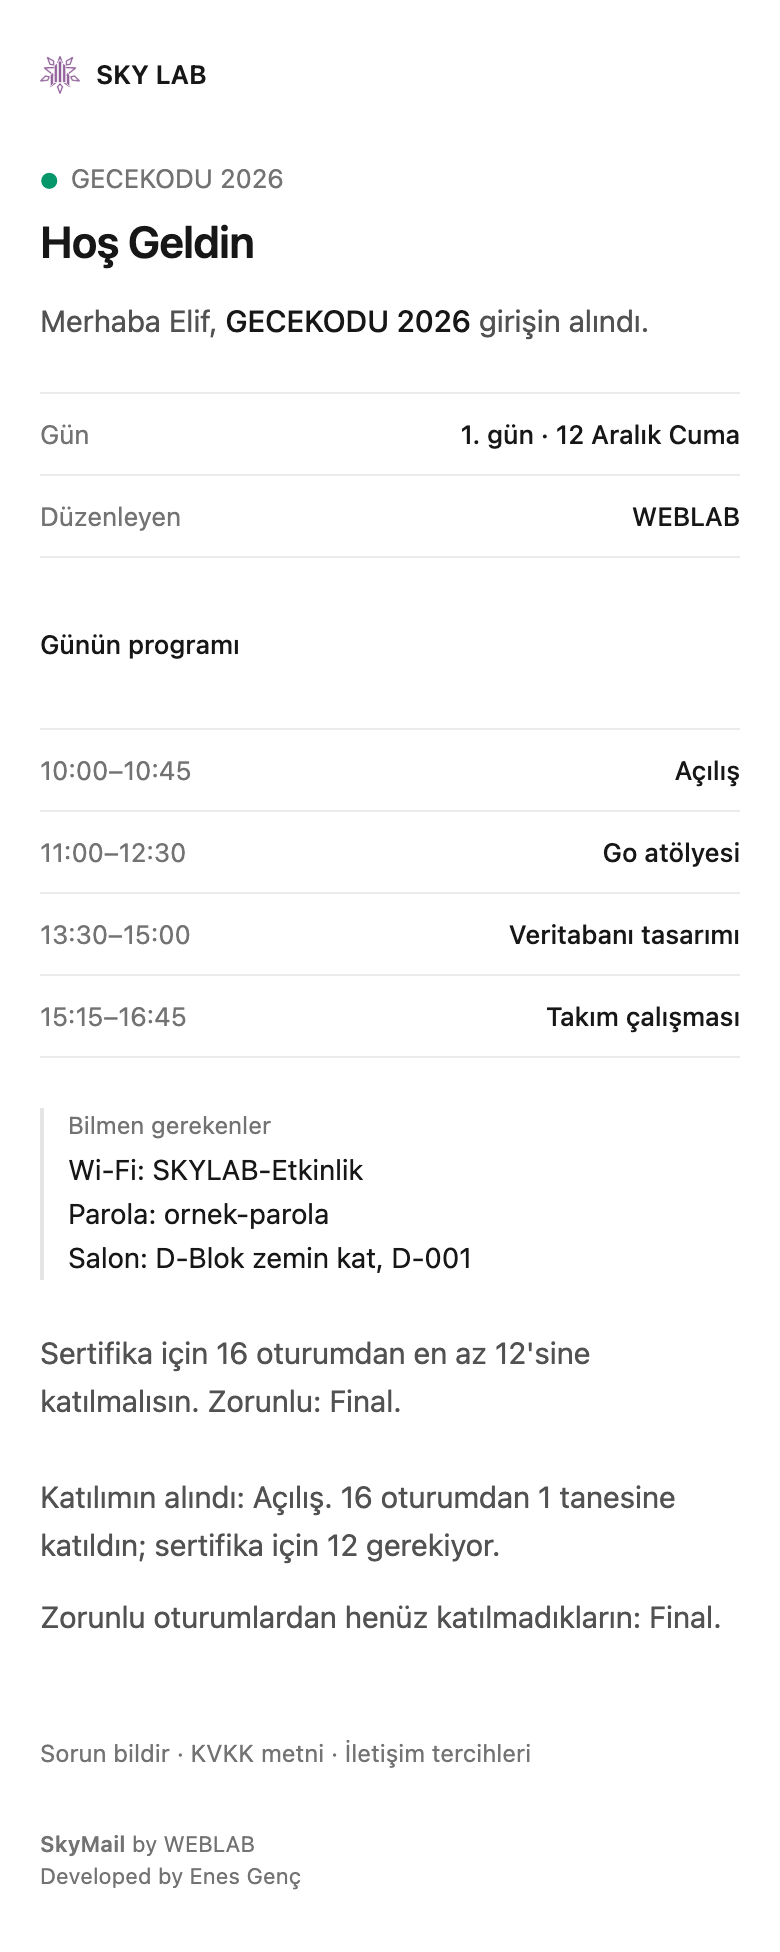 SKY LAB
GECEKODU 2026
Hoş Geldin
Merhaba Elif, GECEKODU 2026 girişin alındı.
Gün 1. gün · 12 Aralık Cuma
Düzenleyen WEBLAB
Günün programı
10:00–10:45 Açılış
11:00–12:30 Go atölyesi
13:30–15:00 Veritabanı tasarımı
15:15–16:45 Takım çalışması
Bilmen gerekenler
Wi-Fi: SKYLAB-Etkinlik
Parola: ornek-parola
Salon: D-Blok zemin kat, D-001
Sertifika için 16 oturumdan en az 12'sine
katılmalısın. Zorunlu: Final.
Katılımın alındı: Açılış. 16 oturumdan 1 tanesine
katıldın; sertifika için 12 gerekiyor.
Zorunlu oturumlardan henüz katılmadıkların: Final.
Sorun bildir · KVKK metni · İletişim tercihleri
SkyMail by WEBLAB
Developed by Enes Genç